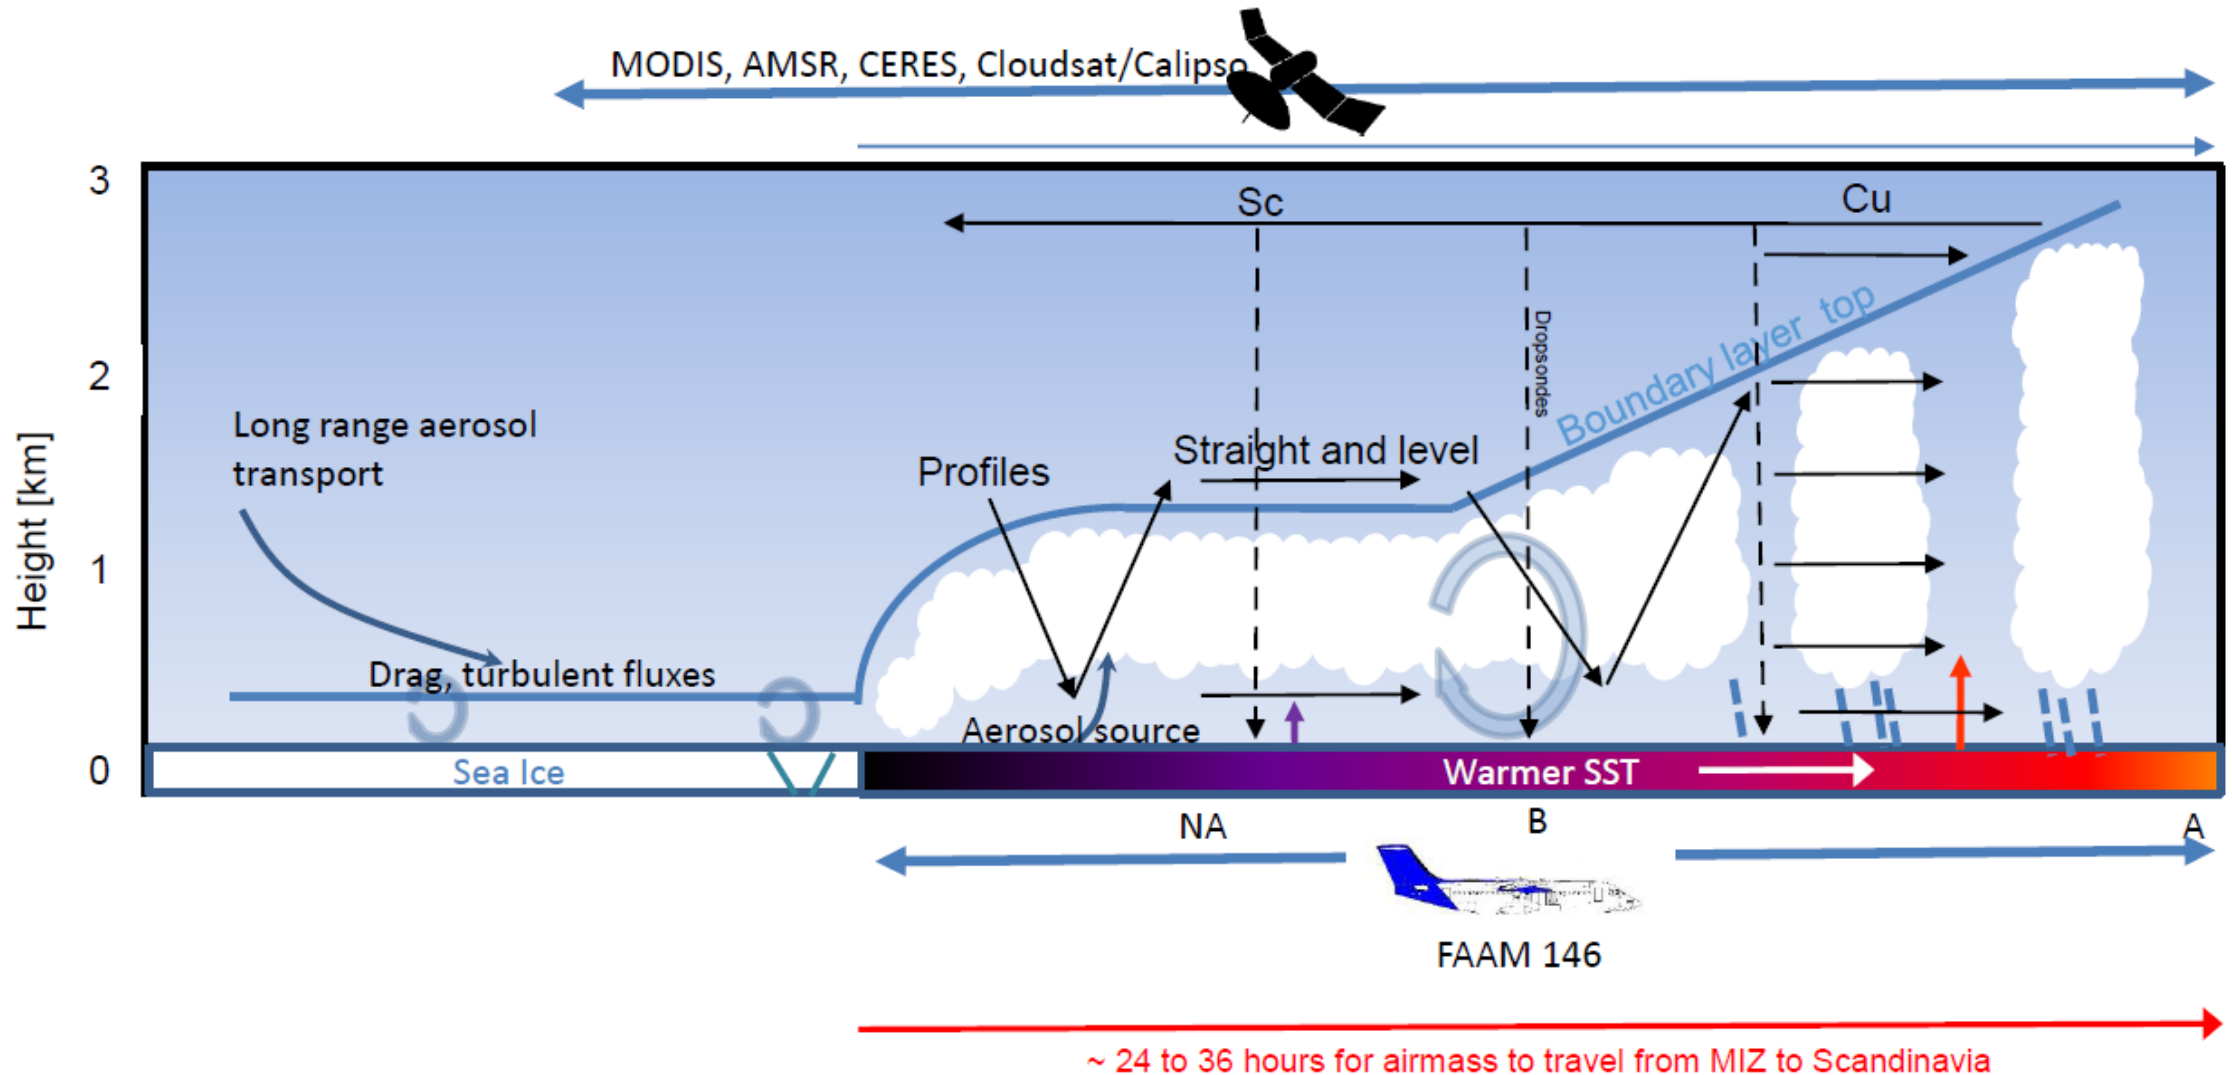 MODIS, AMSR, CERES, Cloudsat/Calipso
3
Sc
Cu
Dropsondes
Boundary layer top
2
Long range aerosol
transport
Straight and level
Profiles
Height [km]
1
Drag, turbulent fluxes
Aerosol source
0
Sea Ice
Warmer SST
NA
B
A
FAAM 146
~ 24 to 36 hours for airmass to travel from MIZ to Scandinavia